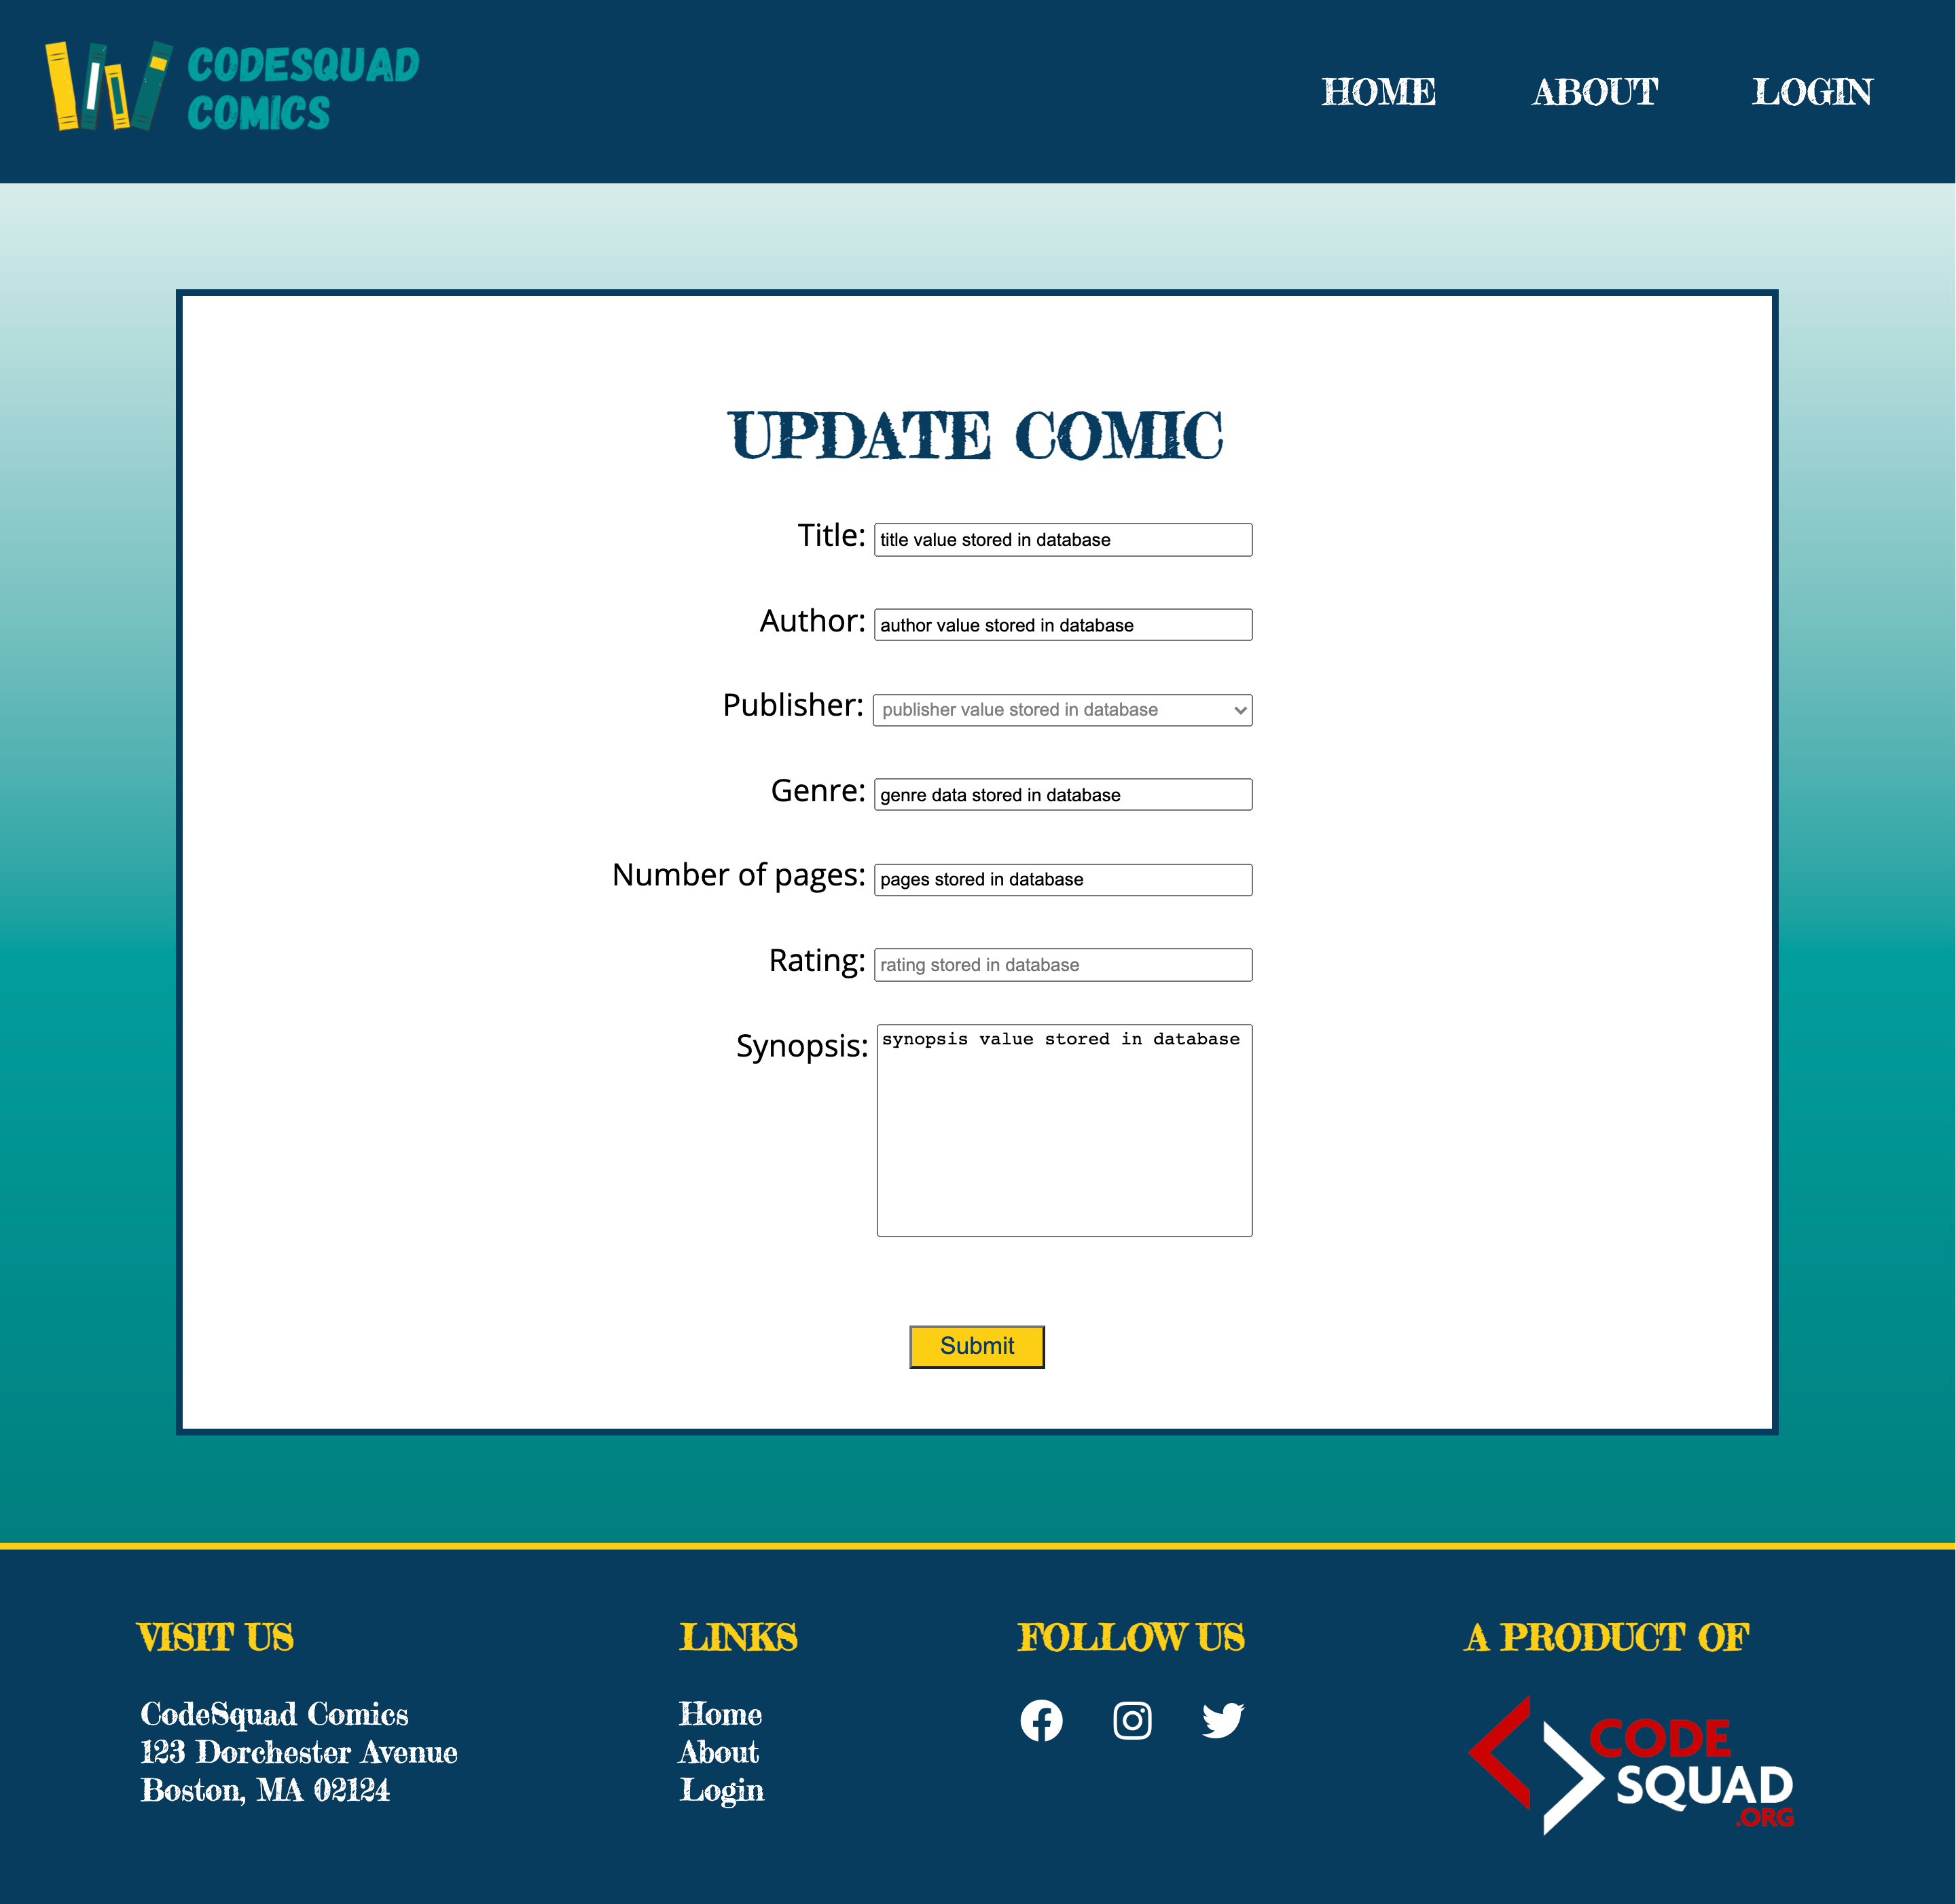 CODESQUAD
COMICS
HOME ABOUT LOGIN
UPDATE COMIC
Title: title value stored in database
Author: author value stored in database
Publisher: publisher value stored in database
Genre: genre data stored in database
Number of pages: pages stored in database
Rating: rating stored in database
Synopsis: synopsis value stored in database
Submit
VISIT US
CodeSquad Comics
123 Dorchester Avenue
Boston, MA 02124
LINKS
Home
About
Login
FOLLOW US
A PRODUCT OF
CODE
SQUAD
.ORG